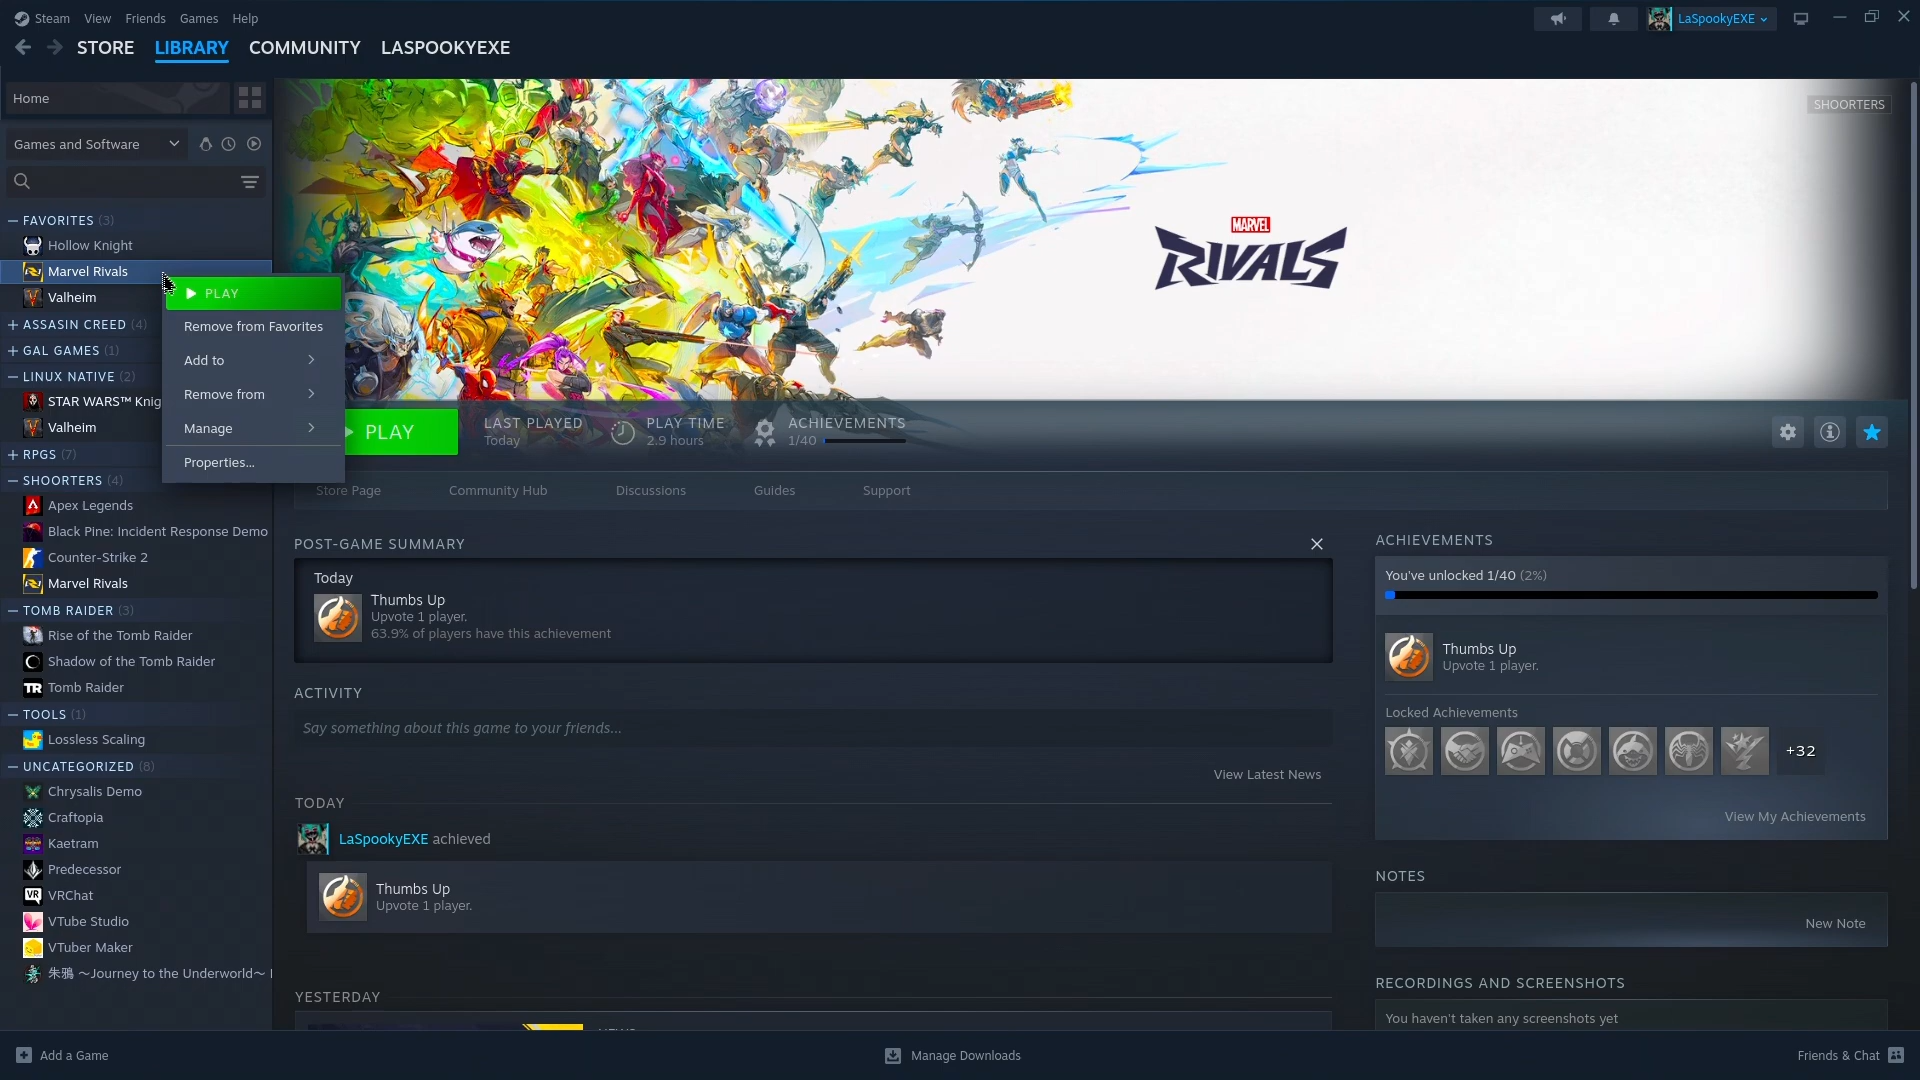 Steam View Friends Games Help
LaSpookyEXE
STORE LIBRARY COMMUNITY LASPOOKYEXE
Home
SHOORTERS
Games and Software
FAVORITES (3)
Hollow Knight
Marvel Rivals
Valheim
ASSASIN CREED (4)
GAL GAMES (1)
LINUX NATIVE (2)
STAR WARS™ Knig
Valheim
RPGS (7)
SHOORTERS (4)
Apex Legends
Black Pine: Incident Response Demo
Counter-Strike 2
Marvel Rivals
TOMB RAIDER (3)
Rise of the Tomb Raider
Shadow of the Tomb Raider
Tomb Raider
TOOLS (1)
Lossless Scaling
UNCATEGORIZED (8)
Chrysalis Demo
Craftopia
Kaetram
Predecessor
VRChat
VTube Studio
VTuber Maker
朱鴉 ～Journey to the Underworld～
PLAY
Remove from Favorites
Add to
Remove from
Manage
Properties...
MARVEL
RIVALS
PLAY
LAST PLAYED
Today
PLAY TIME
2.9 hours
ACHIEVEMENTS
1/40
Store Page Community Hub Discussions Guides Support
POST-GAME SUMMARY
Today
Thumbs Up
Upvote 1 player.
63.9% of players have this achievement
ACTIVITY
Say something about this game to your friends...
View Latest News
TODAY
LaSpookyEXE achieved
Thumbs Up
Upvote 1 player.
YESTERDAY
ACHIEVEMENTS
You've unlocked 1/40 (2%)
Thumbs Up
Upvote 1 player.
Locked Achievements
+32
View My Achievements
NOTES
New Note
RECORDINGS AND SCREENSHOTS
You haven't taken any screenshots yet
Add a Game
Manage Downloads
Friends & Chat